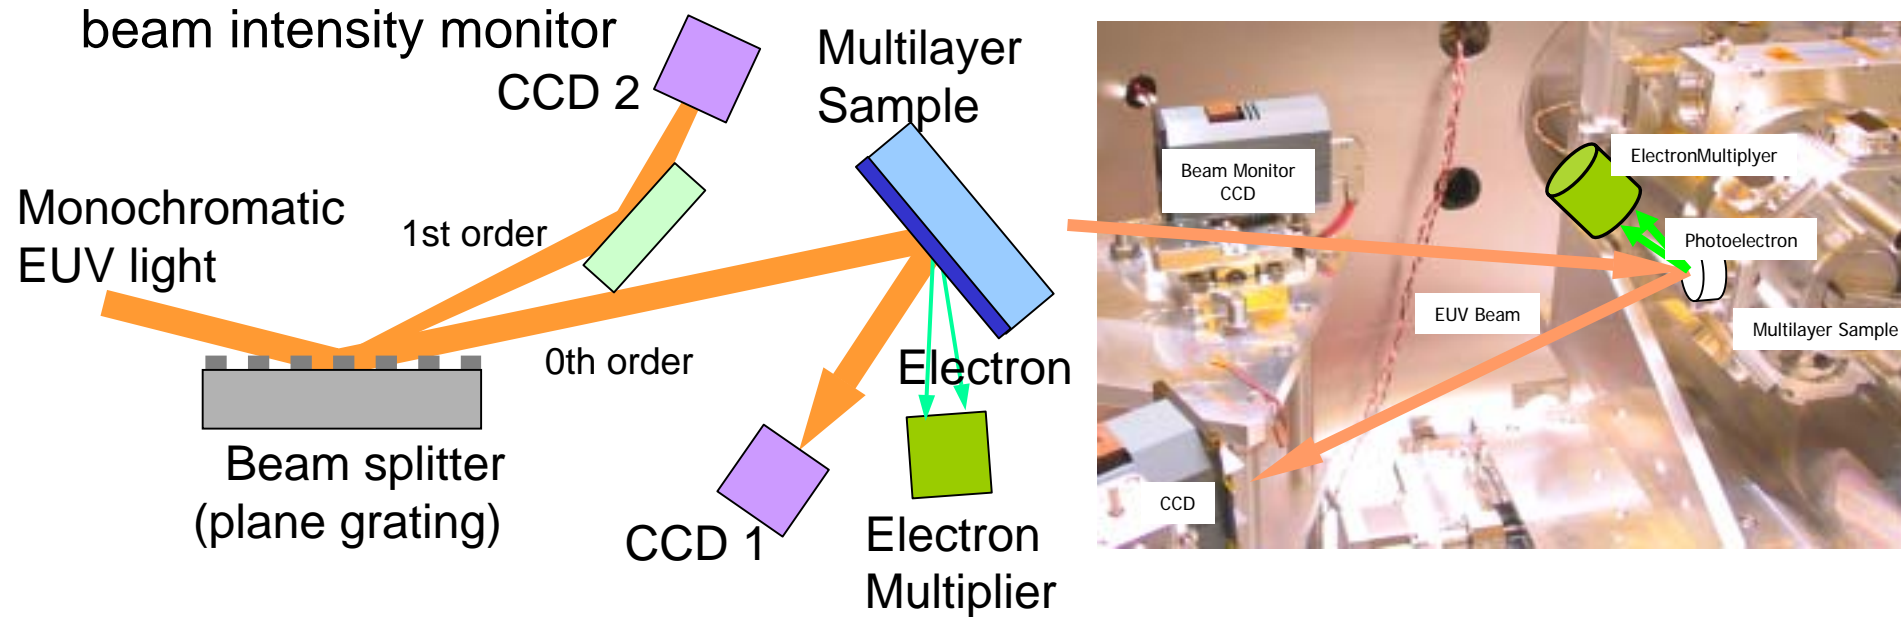 beam intensity monitor
CCD 2
Multilayer
Sample
Monochromatic
EUV light
1st order
0th order
Electron
Beam splitter
(plane grating)
CCD 1
Electron
Multiplier
Beam Monitor
CCD
ElectronMultiplyer
Photoelectron
EUV Beam
Multilayer Sample
CCD